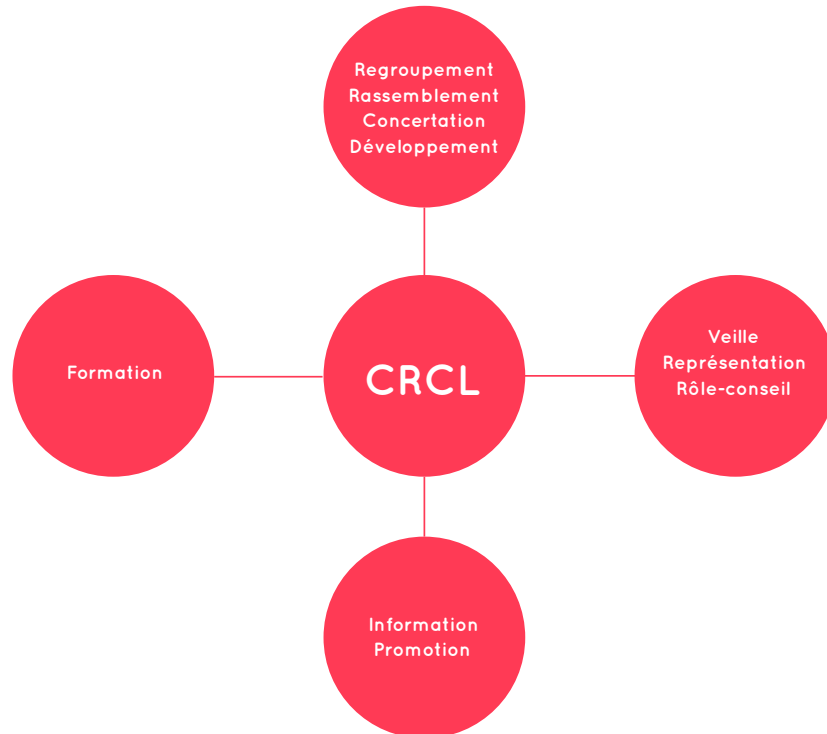 Regroupement
Rassemblement
Concertation
Développement
Formation
CRCL
Veille
Représentation
Rôle-conseil
Information
Promotion